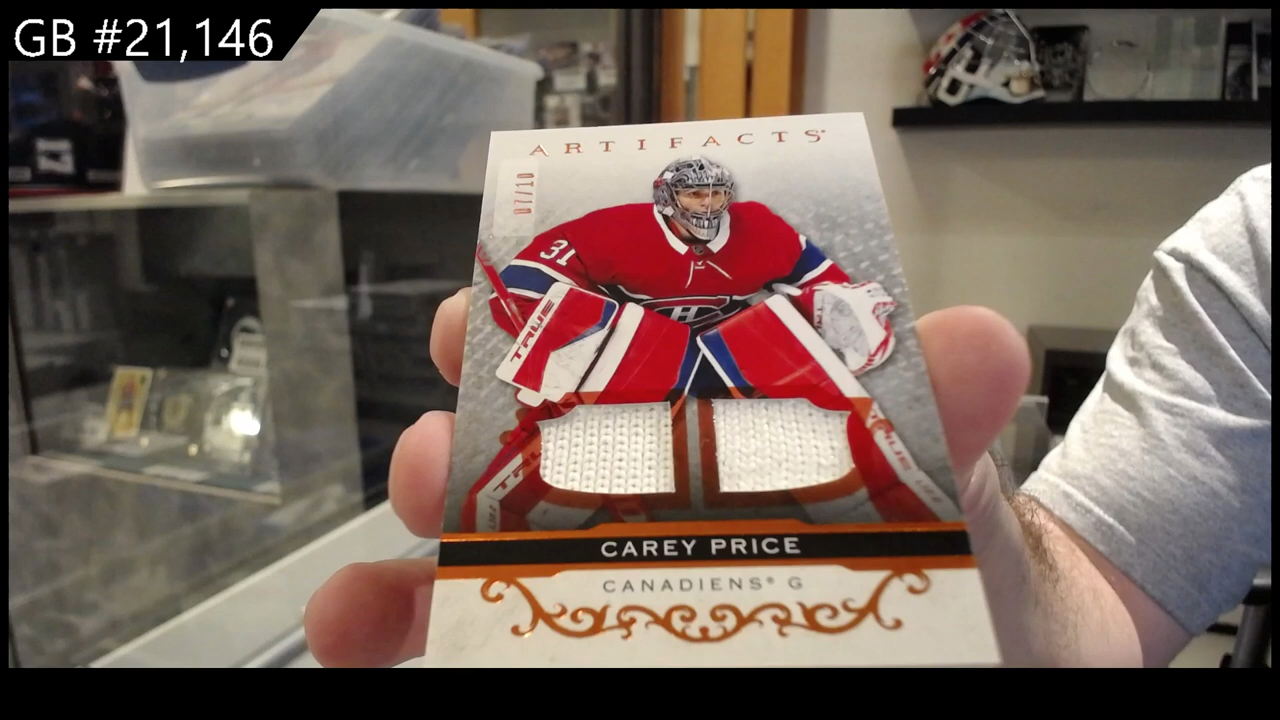 GB #21,146
ARTIFACTS
07/10
31
TRUE
CAREY PRICE
CANADIENS® G